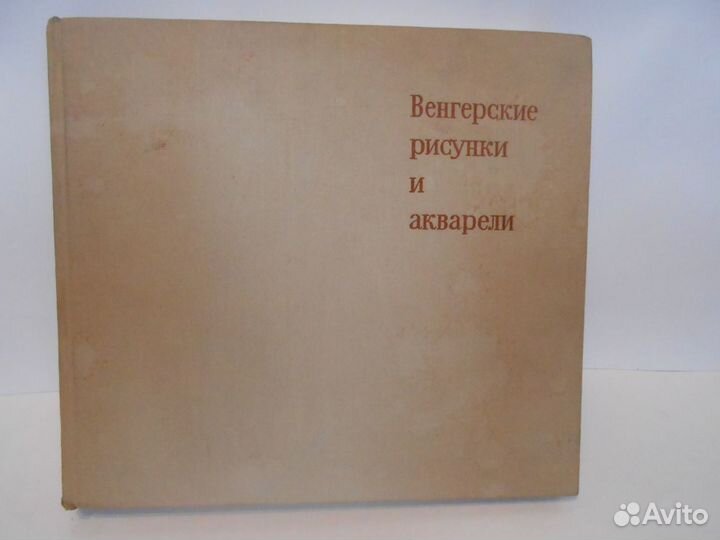 Венгерские
рисунки
и
акварели
Avito